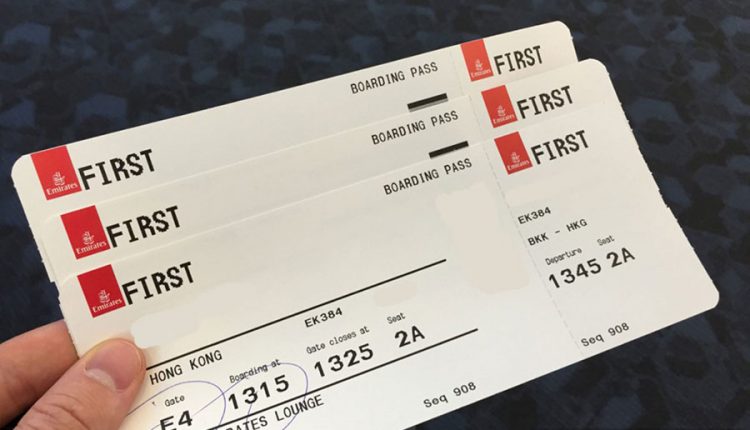 BOARDING PASS
Emirates FIRST
Emirates FIRST
BOARDING PASS
Emirates FIRST
Emirates FIRST
BOARDING PASS
Emirates FIRST
Emirates FIRST
EK384
HONG KONG
Gate Boarding at Gate closes at Seat
E4 1315 1325 2A
LOUNGE
Seq 908
EK384
BKK - HKG
Departure Seat
1345 2A
Seq 908